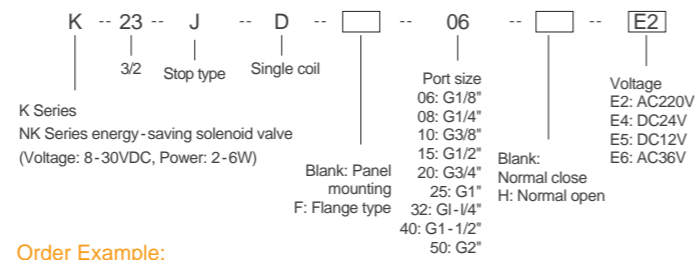 K -- 23 -- J -- D -- -- 06 -- -- E2
3/2
Stop type
Single coil
K Series
NK Series energy-saving solenoid valve
(Voltage: 8-30VDC, Power: 2-6W)
Blank: Panel
mounting
F: Flange type
Port size
06: G1/8"
08: G1/4"
10: G3/8"
15: G1/2"
20: G3/4"
25: G1"
32: GI-I/4"
40: G1-1/2"
50: G2"
Blank:
Normal close
H: Normal open
Voltage
E2: AC220V
E4: DC24V
E5: DC12V
E6: AC36V
Order Example: